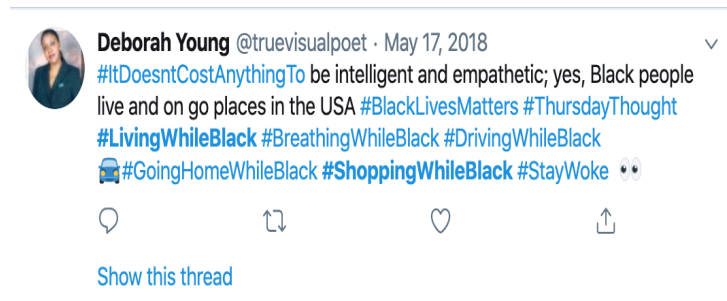 Deborah Young @truevisualpoet · May 17, 2018
#ItDoesntCostAnythingTo be intelligent and empathetic; yes, Black people
live and on go places in the USA #BlackLivesMatters #ThursdayThought
#LivingWhileBlack #BreathingWhileBlack #DrivingWhileBlack
🚘#GoingHomeWhileBlack #ShoppingWhileBlack #StayWoke 👀
Show this thread